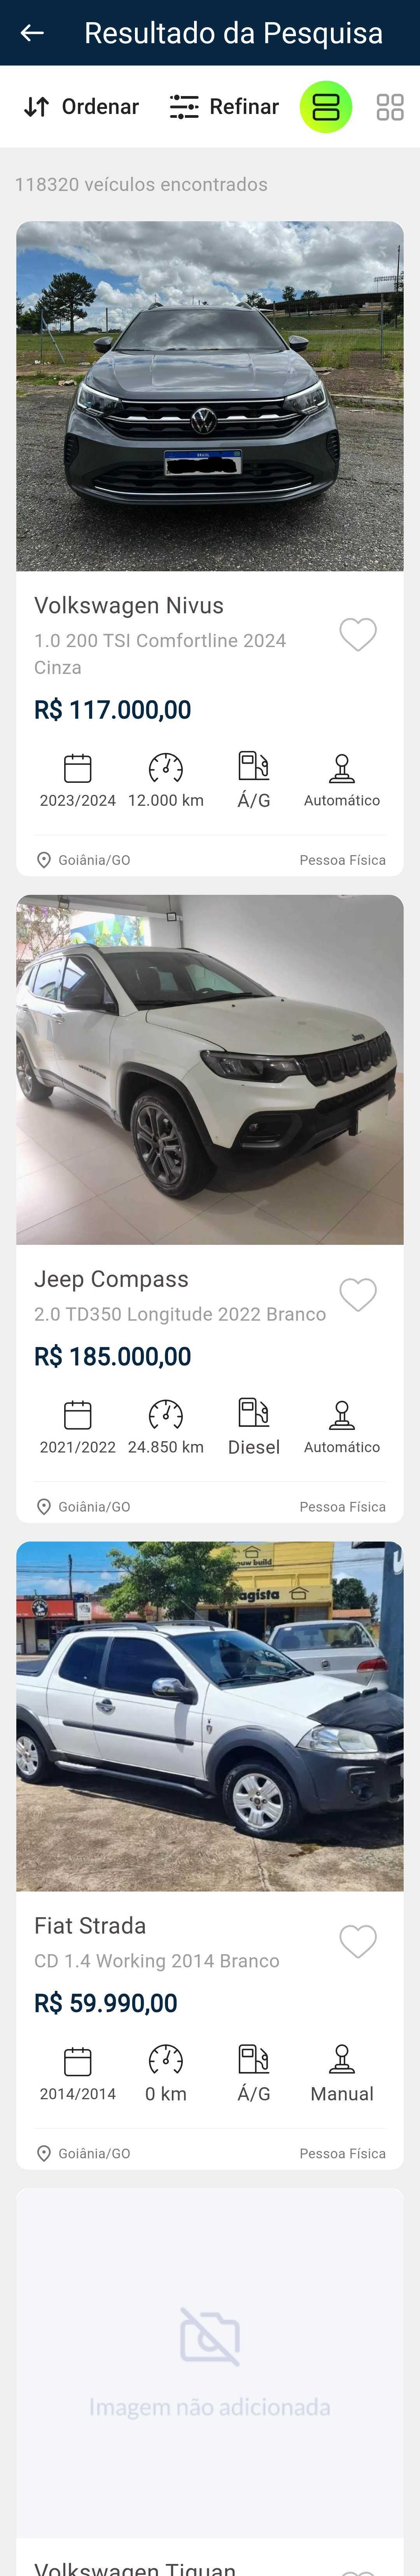 Resultado da Pesquisa
Ordenar
Refinar
118320 veículos encontrados
BRASIL
Volkswagen Nivus
1.0 200 TSI Comfortline 2024
Cinza
R$ 117.000,00
2023/2024 12.000 km Á/G Automático
Goiânia/GO Pessoa Física
Jeep
Jeep Compass
2.0 TD350 Longitude 2022 Branco
R$ 185.000,00
2021/2022 24.850 km Diesel Automático
Goiânia/GO Pessoa Física
build
agista
Fiat Strada
CD 1.4 Working 2014 Branco
R$ 59.990,00
2014/2014 0 km Á/G Manual
Goiânia/GO Pessoa Física
Imagem não adicionada
Volkswagen Tiguan